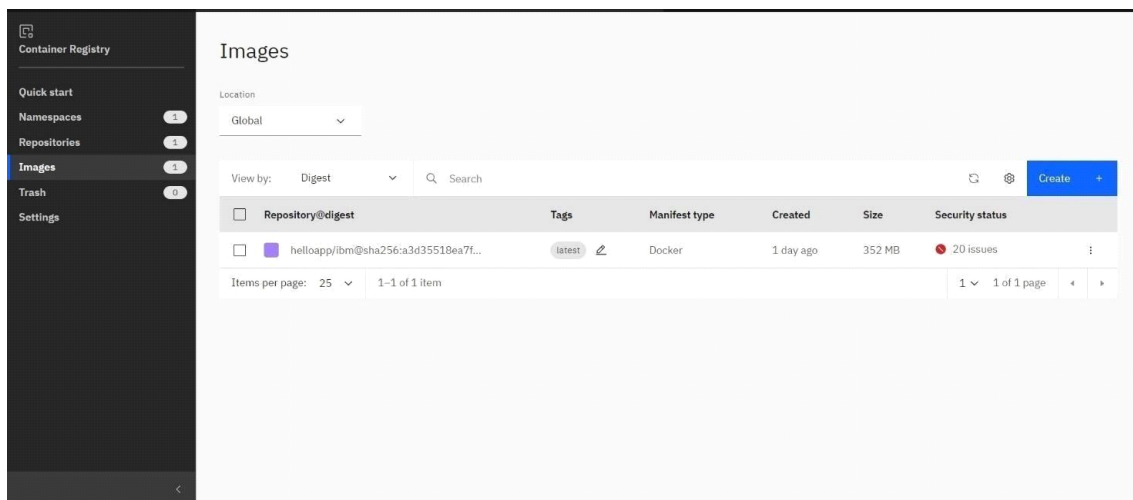 Container Registry
Quick start
Namespaces 1
Repositories 1
Images 1
Trash 0
Settings
Images
Location
Global
View by: Digest Search Create +
Repository@digest Tags Manifest type Created Size Security status
helloapp/ibm@sha256:a3d35518ea7f... latest Docker 1 day ago 352 MB 20 issues
Items per page: 25 1–1 of 1 item 1 1 of 1 page